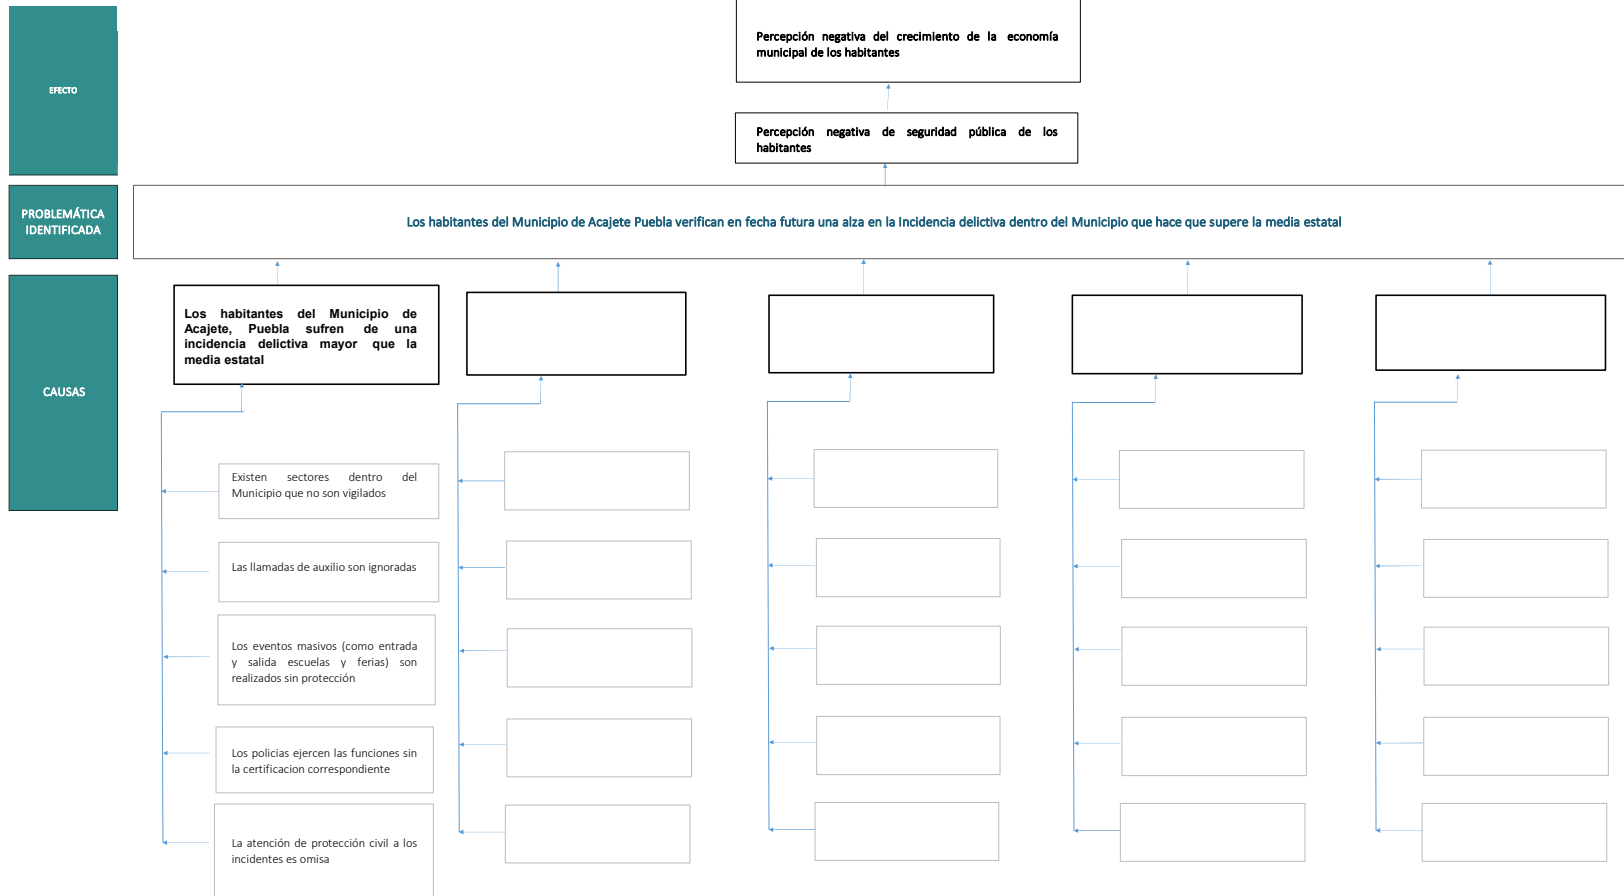 EFECTO
Percepción negativa del crecimiento de la economía
municipal de los habitantes
Percepción negativa de seguridad pública de los
habitantes
PROBLEMÁTICA
IDENTIFICADA
Los habitantes del Municipio de Acajete Puebla verifican en fecha futura una alza en la Incidencia delictiva dentro del Municipio que hace que supere la media estatal
CAUSAS
Los habitantes del Municipio de
Acajete, Puebla sufren de una
incidencia delictiva mayor que la
media estatal
Existen sectores dentro del
Municipio que no son vigilados
Las llamadas de auxilio son ignoradas
Los eventos masivos (como entrada
y salida escuelas y ferias) son
realizados sin protección
Los policias ejercen las funciones sin
la certificacion correspondiente
La atención de protección civil a los
incidentes es omisa